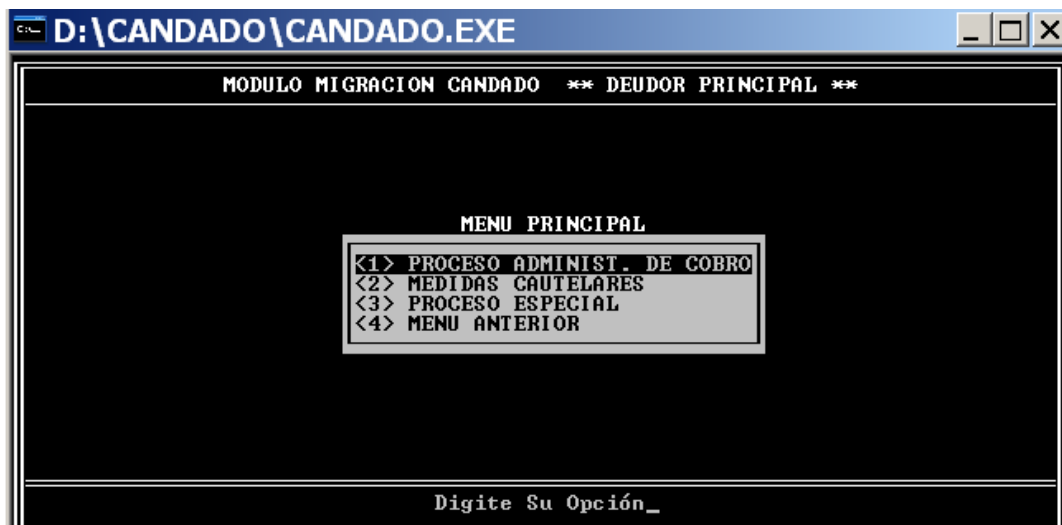 D:\CANDADO\CANDADO.EXE
MODULO MIGRACION CANDADO ** DEUDOR PRINCIPAL **
MENU PRINCIPAL
<1> PROCESO ADMINIST. DE COBRO
<2> MEDIDAS CAUTELARES
<3> PROCESO ESPECIAL
<4> MENU ANTERIOR
Digite Su Opción_